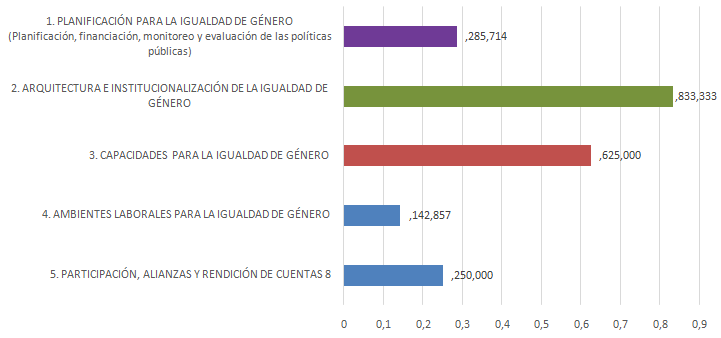 1. PLANIFICACIÓN PARA LA IGUALDAD DE GÉNERO
(Planificación, financiación, monitoreo y evaluación de las políticas
públicas)
,285,714
2. ARQUITECTURA E INSTITUCIONALIZACIÓN DE LA IGUALDAD DE
GÉNERO
,833,333
3. CAPACIDADES PARA LA IGUALDAD DE GÉNERO
,625,000
4. AMBIENTES LABORALES PARA LA IGUALDAD DE GÉNERO
,142,857
5. PARTICIPACIÓN, ALIANZAS Y RENDICIÓN DE CUENTAS 8
,250,000
0 0,1 0,2 0,3 0,4 0,5 0,6 0,7 0,8 0,9